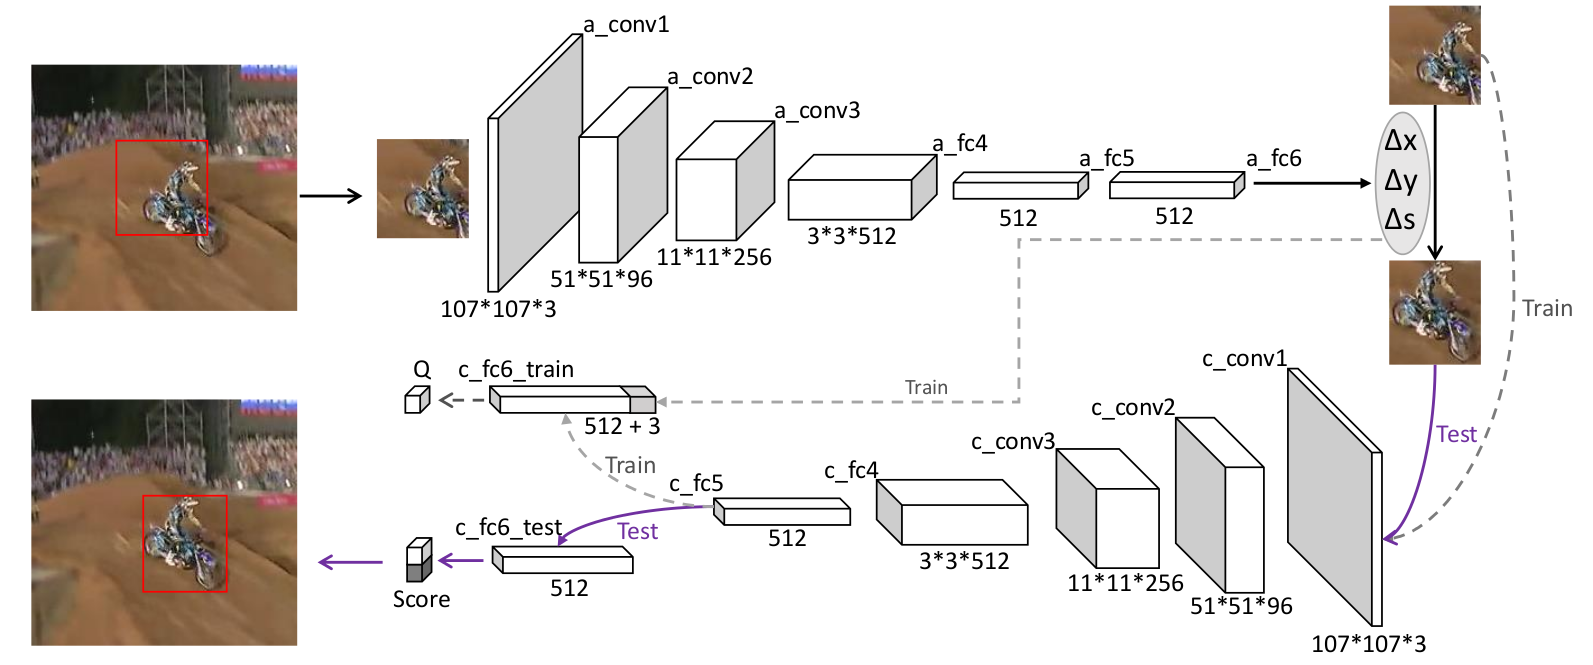 a_conv1
a_conv2
a_conv3
a_fc4
a_fc5
a_fc6
107*107*3
51*51*96
11*11*256
3*3*512
512
512
Δx
Δy
Δs
Train
Q
c_fc6_train
512 + 3
Train
Train
c_conv1
c_conv2
c_conv3
c_fc4
c_fc5
Test
Test
c_fc6_test
Score
512
512
3*3*512
11*11*256
51*51*96
107*107*3